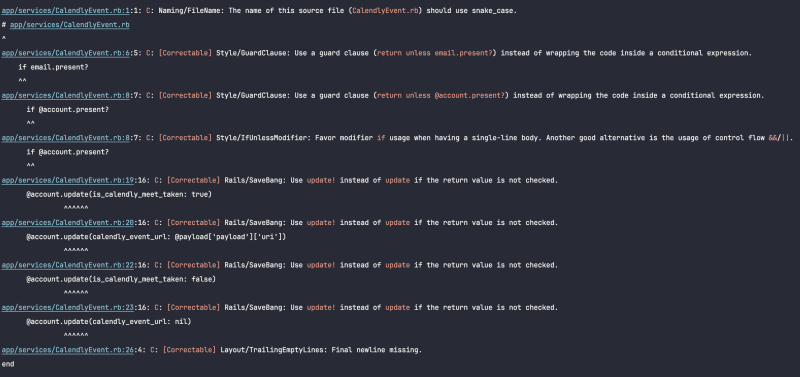 app/services/CalendlyEvent.rb:1:1: C: Naming/FileName: The name of this source file (CalendlyEvent.rb) should use snake_case.
# app/services/CalendlyEvent.rb
^
app/services/CalendlyEvent.rb:6:5: C: [Correctable] Style/GuardClause: Use a guard clause (return unless email.present?) instead of wrapping the code inside a conditional expression.
    if email.present?
    ^^
app/services/CalendlyEvent.rb:8:7: C: [Correctable] Style/GuardClause: Use a guard clause (return unless @account.present?) instead of wrapping the code inside a conditional expression.
      if @account.present?
      ^^
app/services/CalendlyEvent.rb:8:7: C: [Correctable] Style/IfUnlessModifier: Favor modifier if usage when having a single-line body. Another good alternative is the usage of control flow &&/||.
      if @account.present?
      ^^
app/services/CalendlyEvent.rb:19:16: C: [Correctable] Rails/SaveBang: Use update! instead of update if the return value is not checked.
      @account.update(is_calendly_meet_taken: true)
               ^^^^^^
app/services/CalendlyEvent.rb:20:16: C: [Correctable] Rails/SaveBang: Use update! instead of update if the return value is not checked.
      @account.update(calendly_event_url: @payload['payload']['uri'])
               ^^^^^^
app/services/CalendlyEvent.rb:22:16: C: [Correctable] Rails/SaveBang: Use update! instead of update if the return value is not checked.
      @account.update(is_calendly_meet_taken: false)
               ^^^^^^
app/services/CalendlyEvent.rb:23:16: C: [Correctable] Rails/SaveBang: Use update! instead of update if the return value is not checked.
      @account.update(calendly_event_url: nil)
               ^^^^^^
app/services/CalendlyEvent.rb:26:4: C: [Correctable] Layout/TrailingEmptyLines: Final newline missing.
end